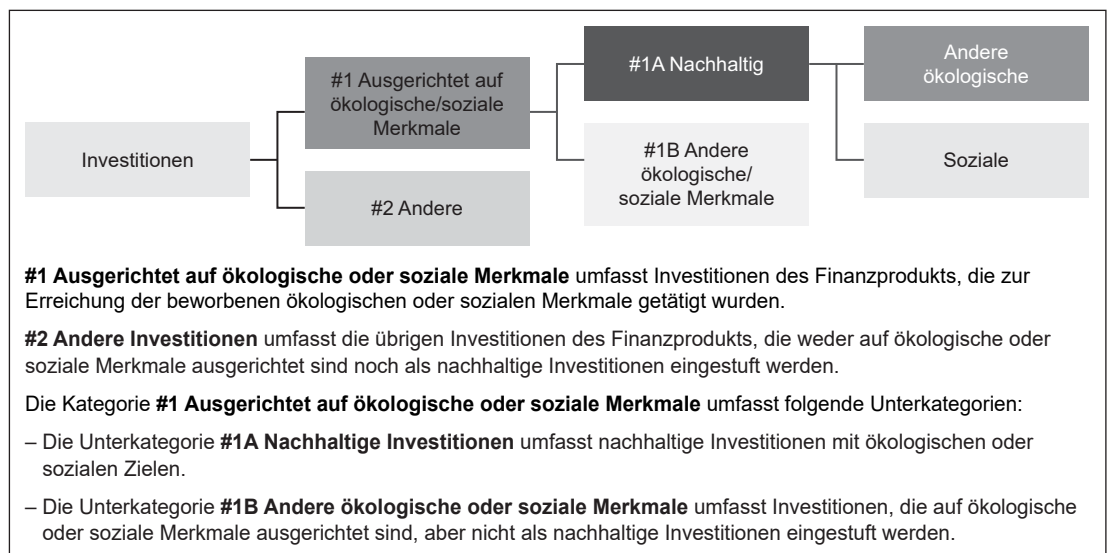 Investitionen
#1 Ausgerichtet auf
ökologische/soziale
Merkmale
#2 Andere
#1A Nachhaltig
#1B Andere
ökologische/
soziale Merkmale
Andere
ökologische
Soziale
#1 Ausgerichtet auf ökologische oder soziale Merkmale umfasst Investitionen des Finanzprodukts, die zur
Erreichung der beworbenen ökologischen oder sozialen Merkmale getätigt wurden.
#2 Andere Investitionen umfasst die übrigen Investitionen des Finanzprodukts, die weder auf ökologische oder
soziale Merkmale ausgerichtet sind noch als nachhaltige Investitionen eingestuft werden.
Die Kategorie #1 Ausgerichtet auf ökologische oder soziale Merkmale umfasst folgende Unterkategorien:
– Die Unterkategorie #1A Nachhaltige Investitionen umfasst nachhaltige Investitionen mit ökologischen oder
sozialen Zielen.
– Die Unterkategorie #1B Andere ökologische oder soziale Merkmale umfasst Investitionen, die auf ökologische
oder soziale Merkmale ausgerichtet sind, aber nicht als nachhaltige Investitionen eingestuft werden.